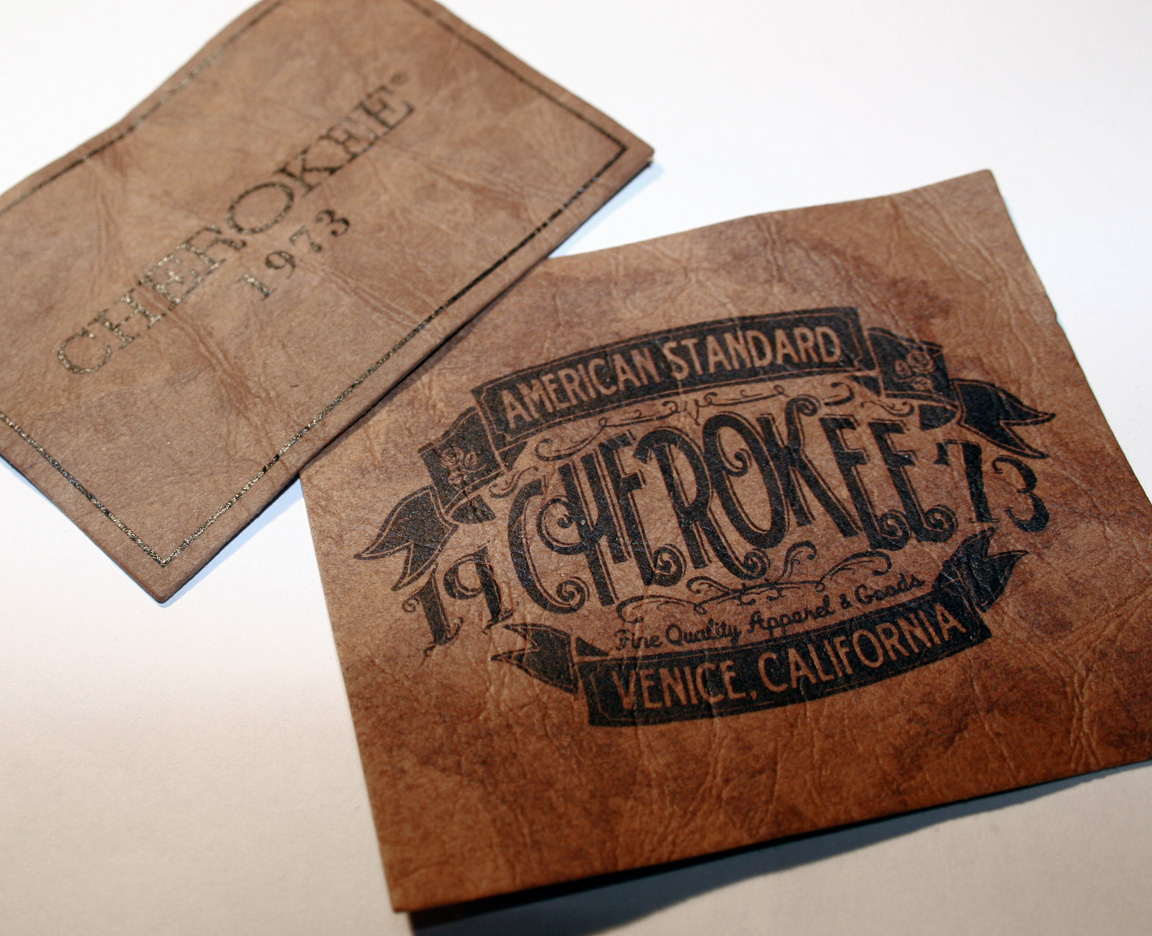 CHEROKEE®
1973
AMERICAN STANDARD
19 CHEROKEE 73
Fine Quality Apparel & Goods
VENICE, CALIFORNIA